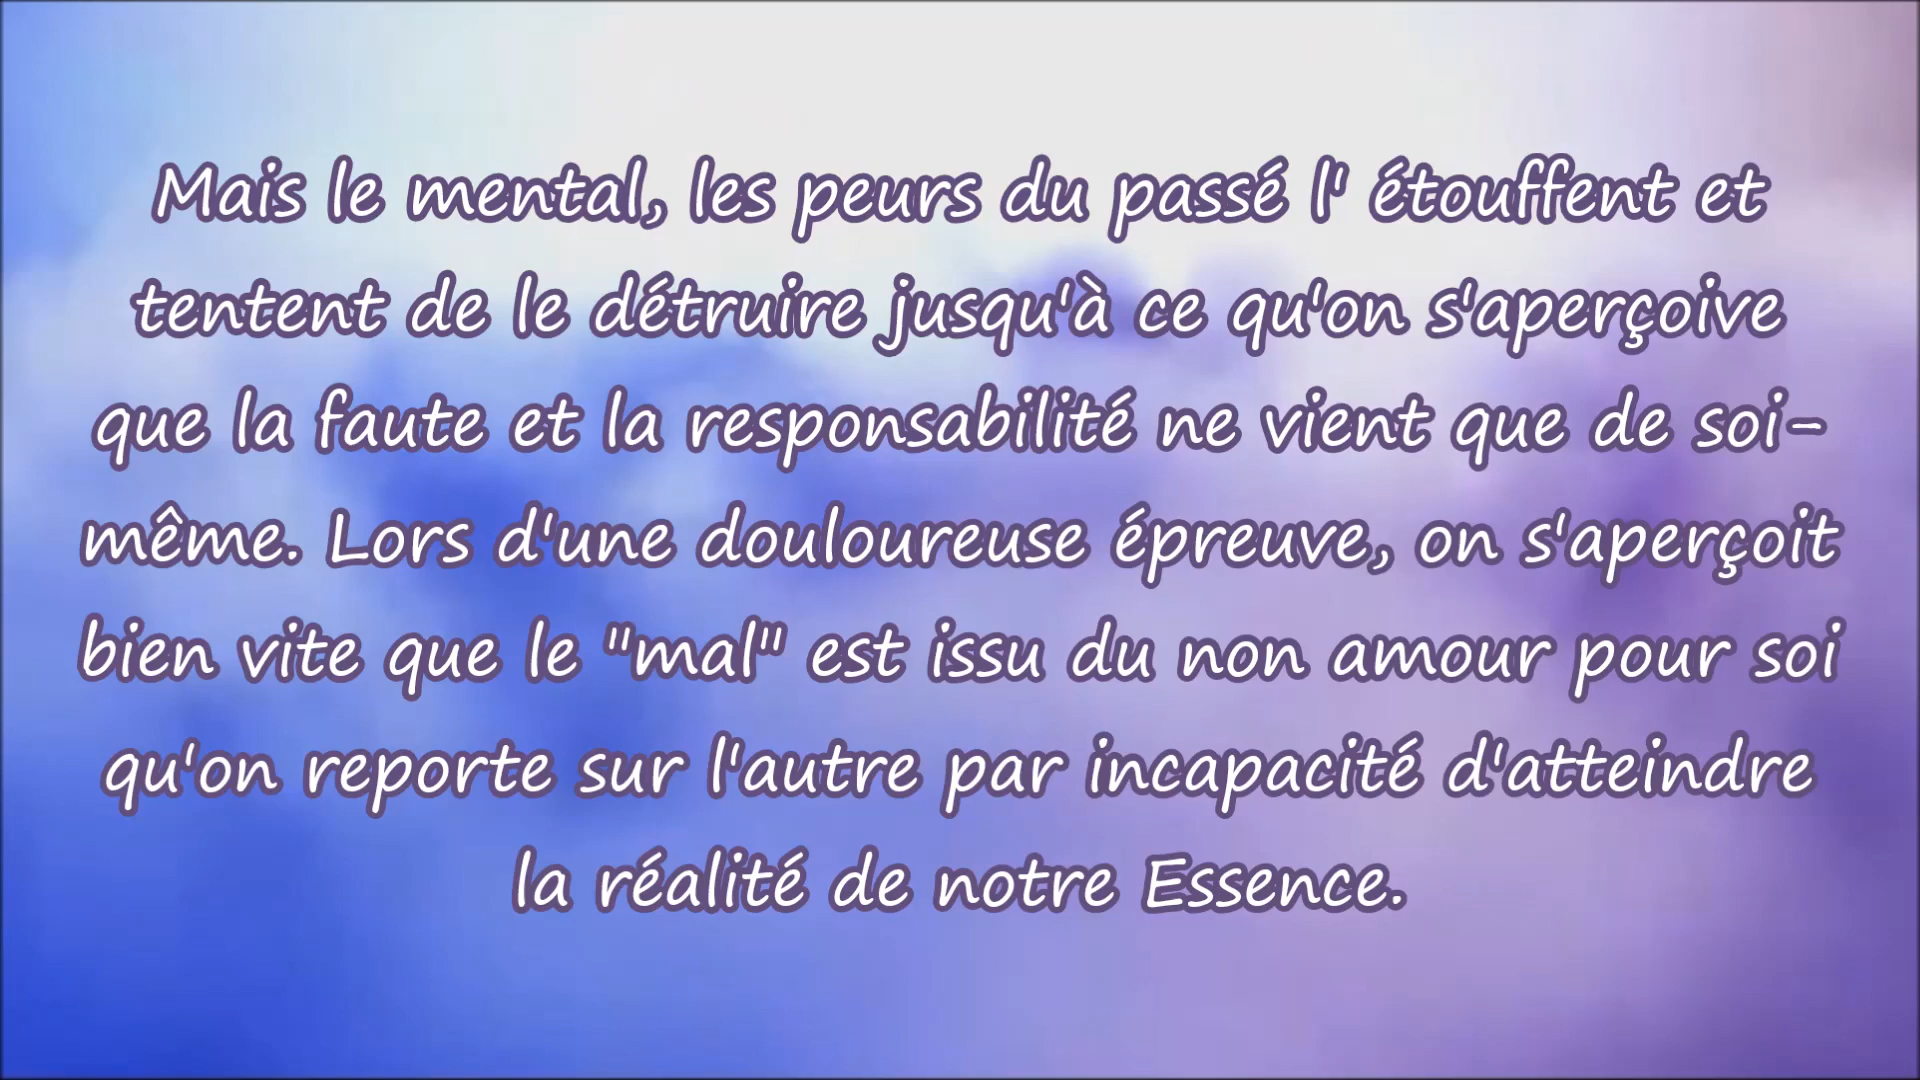 Mais le mental, les peurs du passé l' étouffent et
tentent de le détruire jusqu'à ce qu'on s'aperçoive
que la faute et la responsabilité ne vient que de soi-
même. Lors d'une douloureuse épreuve, on s'aperçoit
bien vite que le "mal" est issu du non amour pour soi
qu'on reporte sur l'autre par incapacité d'atteindre
la réalité de notre Essence.